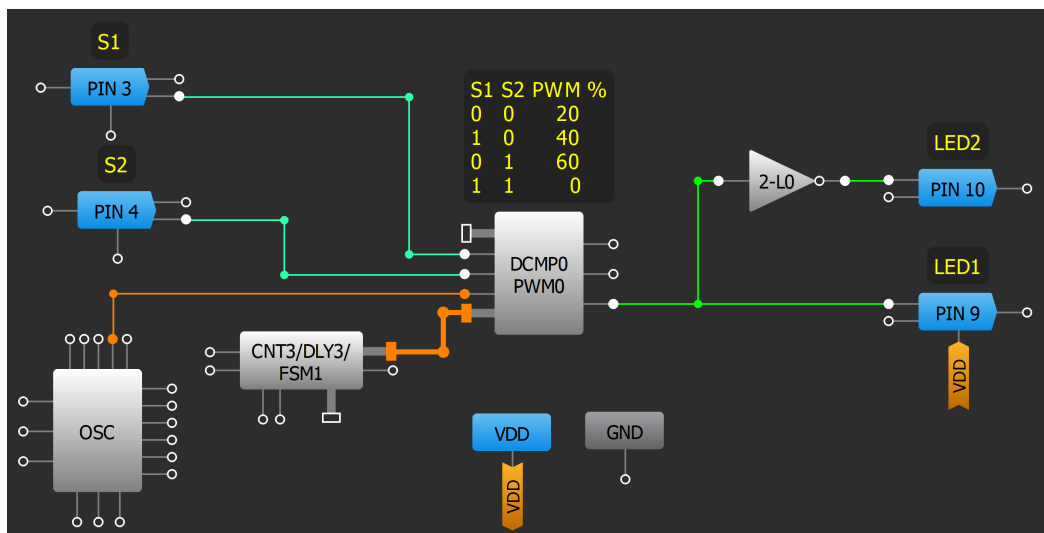 S1
PIN 3
S2
PIN 4
S1 S2 PWM %
0 0 20
1 0 40
0 1 60
1 1 0
DCMP0
PWM0
2-L0
LED2
PIN 10
LED1
PIN 9
VDD
CNT3/DLY3/
FSM1
OSC
VDD
VDD
GND